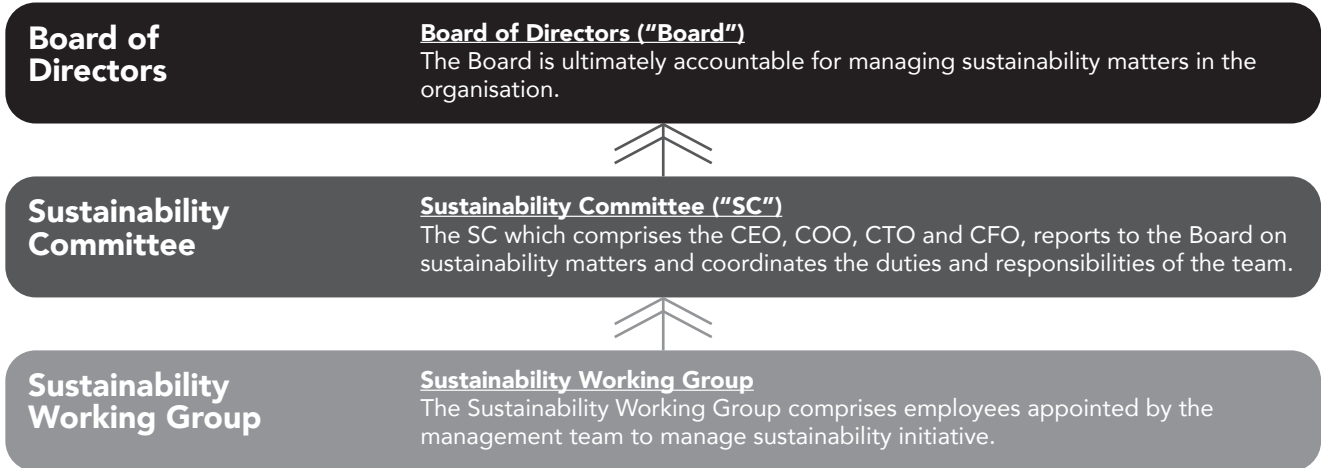 Board of
Directors
Board of Directors (“Board”)
The Board is ultimately accountable for managing sustainability matters in the
organisation.
Sustainability
Committee
Sustainability Committee (“SC”)
The SC which comprises the CEO, COO, CTO and CFO, reports to the Board on
sustainability matters and coordinates the duties and responsibilities of the team.
Sustainability
Working Group
Sustainability Working Group
The Sustainability Working Group comprises employees appointed by the
management team to manage sustainability initiative.